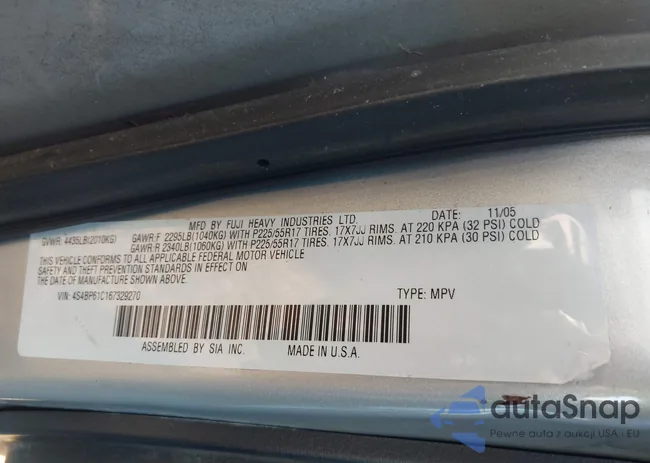 MFD BY FUJI HEAVY INDUSTRIES LTD. DATE: 11/05
GVWR: 4435LB(2010KG) GAWR:F 2295LB(1040KG) WITH P225/55R17 TIRES. 17X7JJ RIMS. AT 220 KPA (32 PSI) COLD
GAWR:R 2340LB(1060KG) WITH P225/55R17 TIRES. 17X7JJ RIMS. AT 210 KPA (30 PSI) COLD
THIS VEHICLE CONFORMS TO ALL APPLICABLE FEDERAL MOTOR VEHICLE
SAFETY AND THEFT PREVENTION STANDARDS IN EFFECT ON
THE DATE OF MANUFACTURE SHOWN ABOVE.
VIN: 4S4BP61C167329270 TYPE: MPV
ASSEMBLED BY SIA INC. MADE IN U.S.A.
autaSnap
Pewne auta z aukcji USA - EU